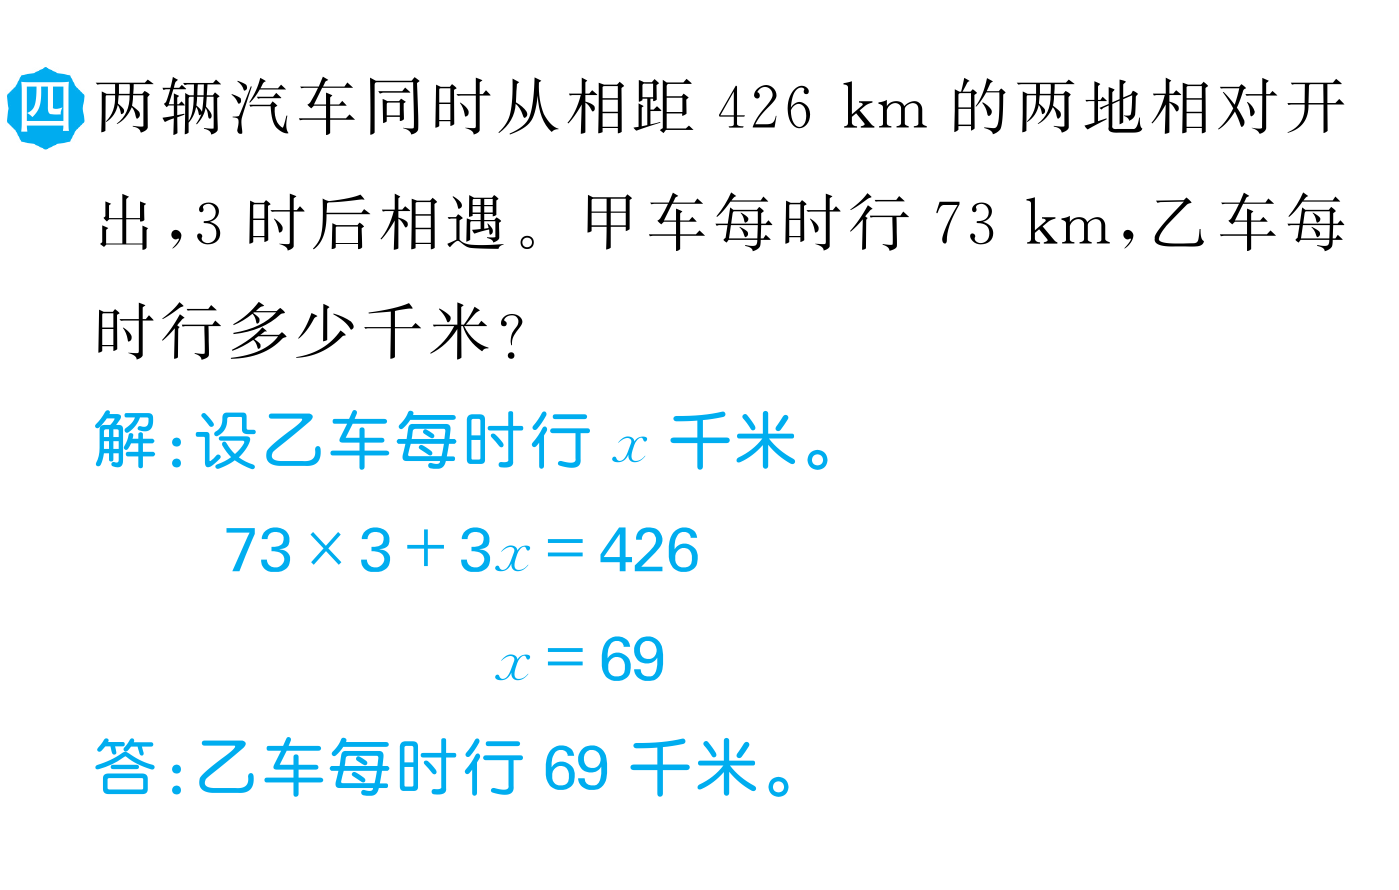 四 两辆汽车同时从相距 426 km 的两地相对开
出,3 时后相遇。甲车每时行 73 km,乙车每
时行多少千米?
解:设乙车每时行 x 千米。
73×3+3x=426
x=69
答:乙车每时行 69 千米。